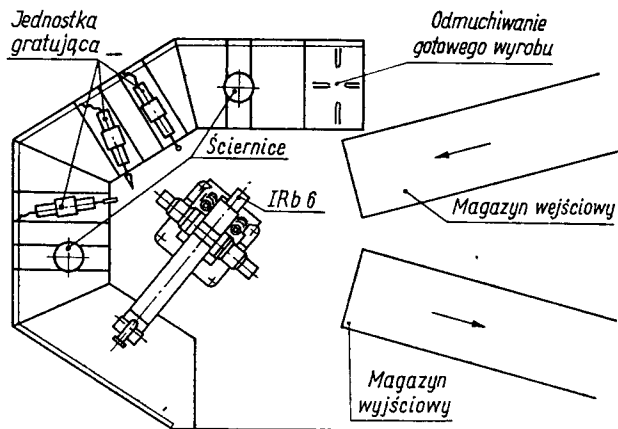 Jednostka
gratująca
Odmuchiwanie
gotowego wyrobu
Ściernice
IRb 6
Magazyn wejściowy
Magazyn
wyjściowy